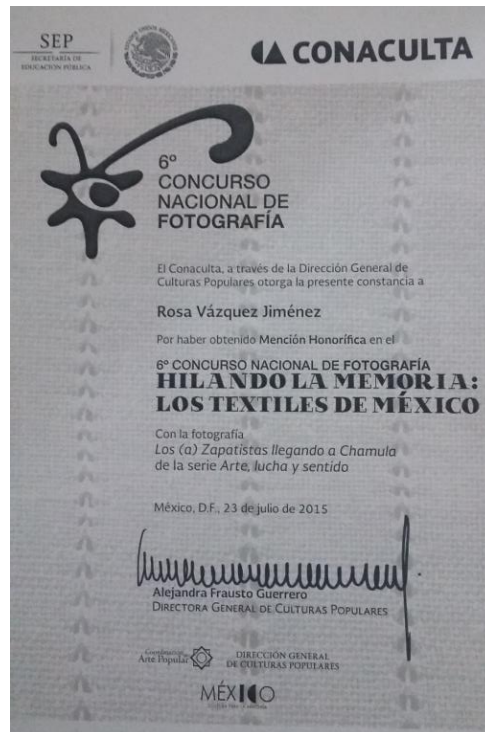 SEP
SECRETARÍA DE
EDUCACIÓN PÚBLICA
CONACULTA
6º
CONCURSO
NACIONAL DE
FOTOGRAFÍA
El Conaculta, a través de la Dirección General de
Culturas Populares otorga la presente constancia a
Rosa Vázquez Jiménez
Por haber obtenido Mención Honorífica en el
6º CONCURSO NACIONAL DE FOTOGRAFÍA
HILANDO LA MEMORIA:
LOS TEXTILES DE MÉXICO
Con la fotografía
Los (a) Zapatistas llegando a Chamula
de la serie Arte, lucha y sentido
México, D.F., 23 de julio de 2015
Alejandra Frausto Guerrero
DIRECTORA GENERAL DE CULTURAS POPULARES
Arte Popular
DIRECCIÓN GENERAL
DE CULTURAS POPULARES
MÉXICO